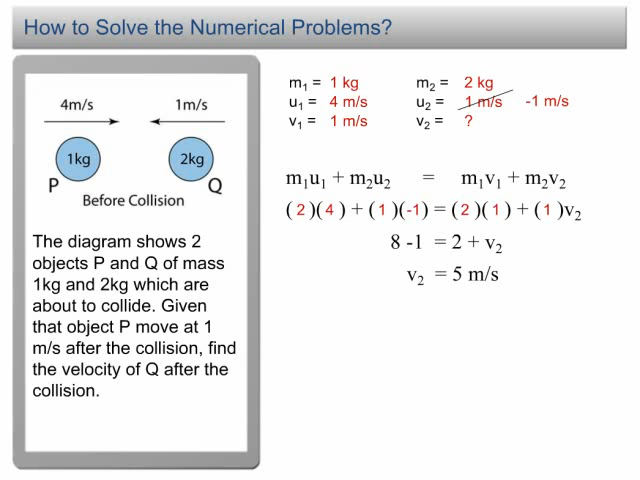 How to Solve the Numerical Problems?
4m/s
1m/s
1kg
2kg
P
Q
Before Collision
The diagram shows 2
objects P and Q of mass
1kg and 2kg which are
about to collide. Given
that object P move at 1
m/s after the collision, find
the velocity of Q after the
collision.
m₁ = 1 kg
u₁ = 4 m/s
v₁ = 1 m/s
m₂ = 2 kg
u₂ = 1 m/s -1 m/s
v₂ = ?
m₁u₁ + m₂u₂ = m₁v₁ + m₂v₂
( 2 )( 4 ) + ( 1 )( -1 ) = ( 2 )( 1 ) + ( 1 )v₂
8 -1 = 2 + v₂
v₂ = 5 m/s